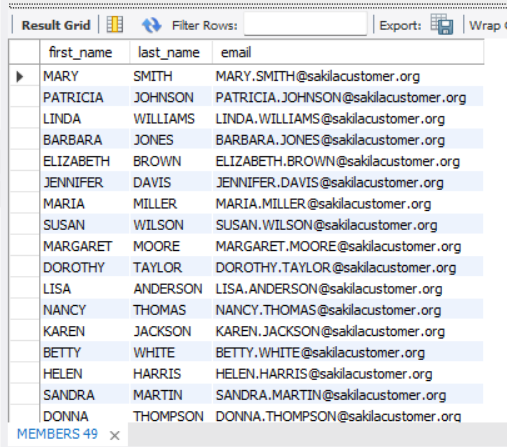 Result Grid Filter Rows: Export: Wrap C
first_name last_name email
MARY SMITH MARY.SMITH@sakilacustomer.org
PATRICIA JOHNSON PATRICIA.JOHNSON@sakilacustomer.org
LINDA WILLIAMS LINDA.WILLIAMS@sakilacustomer.org
BARBARA JONES BARBARA.JONES@sakilacustomer.org
ELIZABETH BROWN ELIZABETH.BROWN@sakilacustomer.org
JENNIFER DAVIS JENNIFER.DAVIS@sakilacustomer.org
MARIA MILLER MARIA.MILLER@sakilacustomer.org
SUSAN WILSON SUSAN.WILSON@sakilacustomer.org
MARGARET MOORE MARGARET.MOORE@sakilacustomer.org
DOROTHY TAYLOR DOROTHY.TAYLOR@sakilacustomer.org
LISA ANDERSON LISA.ANDERSON@sakilacustomer.org
NANCY THOMAS NANCY.THOMAS@sakilacustomer.org
KAREN JACKSON KAREN.JACKSON@sakilacustomer.org
BETTY WHITE BETTY.WHITE@sakilacustomer.org
HELEN HARRIS HELEN.HARRIS@sakilacustomer.org
SANDRA MARTIN SANDRA.MARTIN@sakilacustomer.org
DONNA THOMPSON DONNA.THOMPSON@sakilacustomer.org
MEMBERS 49